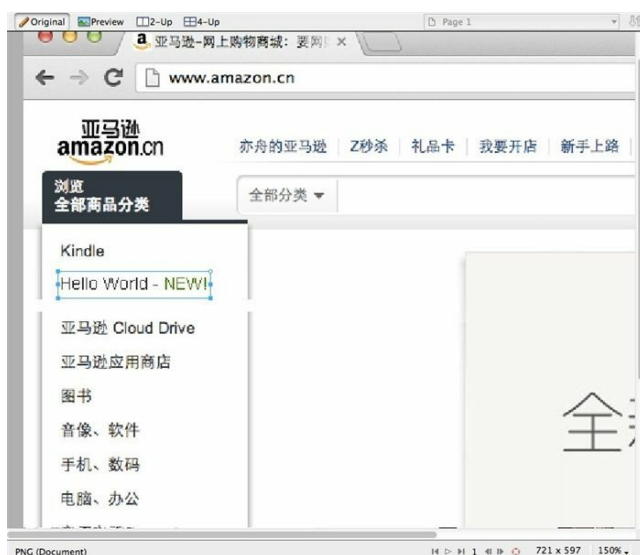 Original Preview 2-Up 4-Up Page 1
亚马逊-网上购物商城：要网 ×
www.amazon.cn
亚马逊
amazon.cn
亦舟的亚马逊 Z秒杀 礼品卡 我要开店 新手上路
浏览
全部商品分类
全部分类
Kindle
Hello World - NEW!
亚马逊 Cloud Drive
亚马逊应用商店
图书
音像、软件
手机、数码
电脑、办公
全
PNG (Document) 1 721 x 597 150%